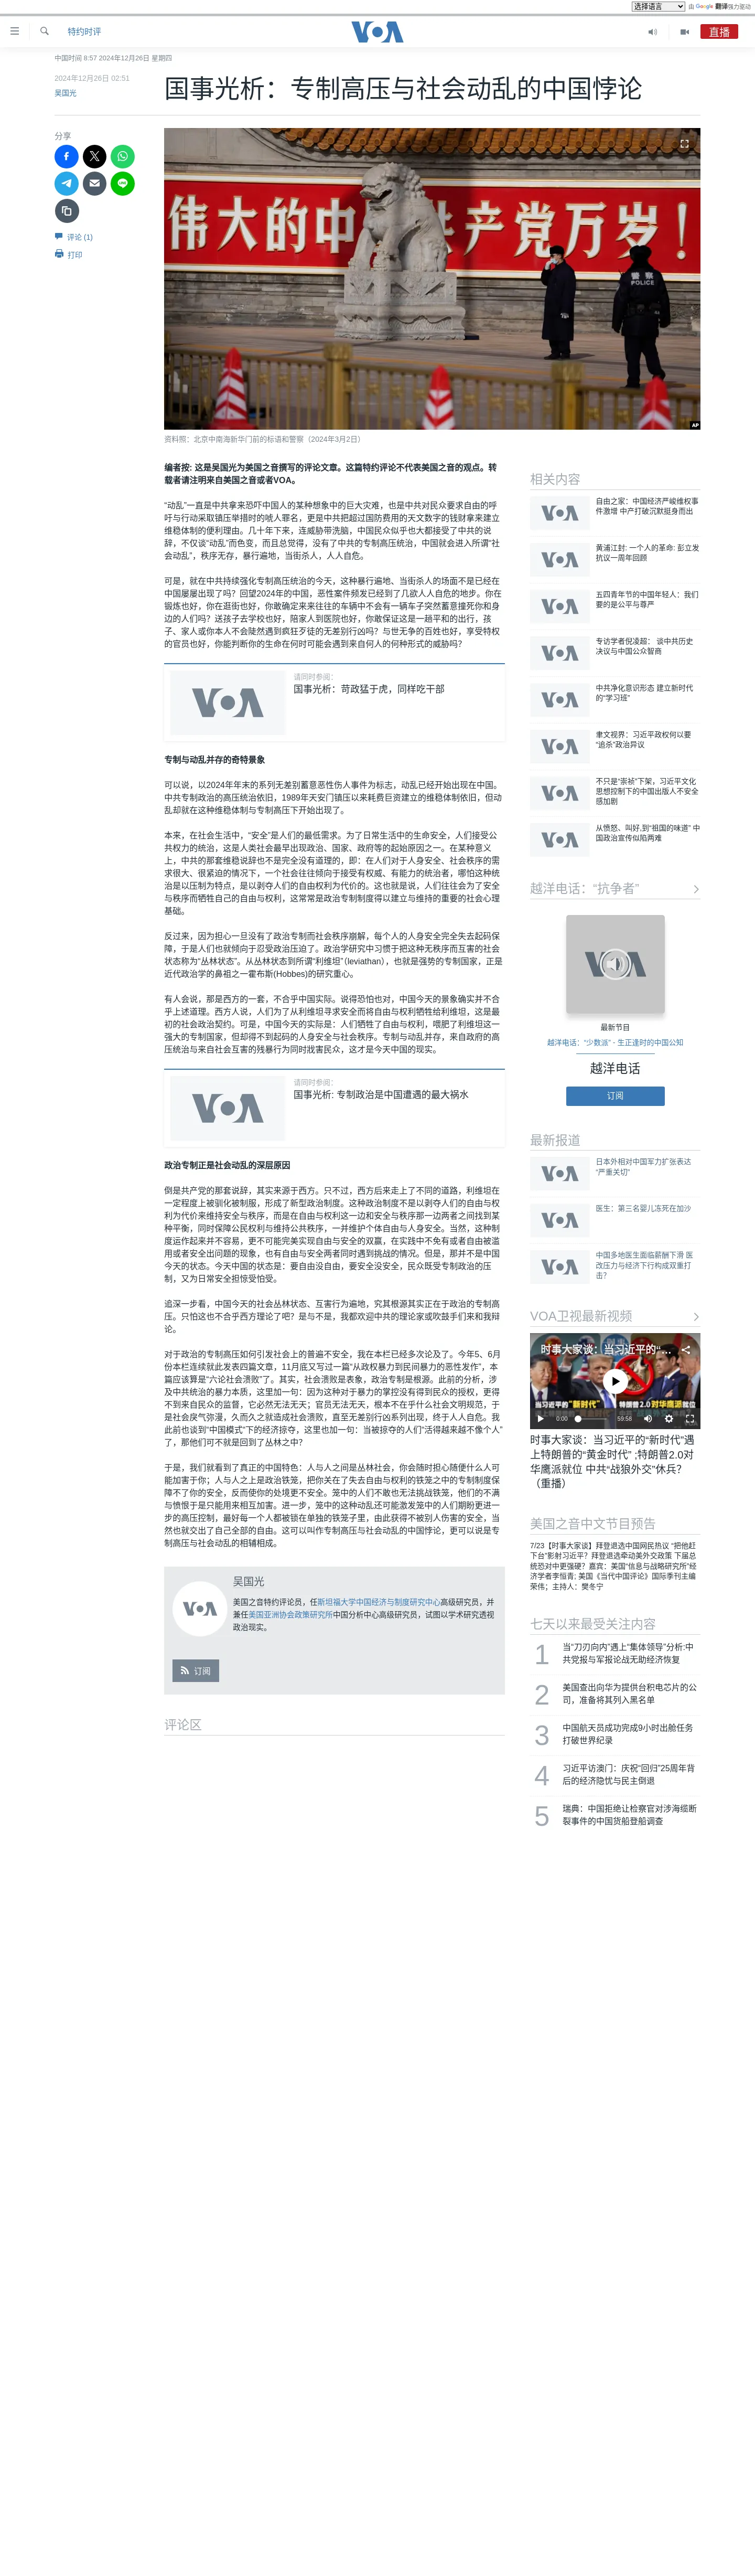 选择语言
由 Google 翻译强力驱动
特约时评
VOA
直播
中国时间 8:57 2024年12月26日 星期四
2024年12月26日 02:51
吴国光
国事光析：专制高压与社会动乱的中国悖论
分享
评论 (1)
打印
伟大的中国共产党万岁！
警察
POLICE
AP
资料照：北京中南海新华门前的标语和警察（2024年3月2日）
编者按: 这是吴国光为美国之音撰写的评论文章。这篇特约评论不代表美国之音的观点。转
载者请注明来自美国之音或者VOA。
“动乱”一直是中共拿来恐吓中国人的某种想象中的巨大灾难，也是中共对民众要求自由的呼
吁与行动采取镇压举措时的唬人罪名，更是中共把超过国防费用的天文数字的钱财拿来建立
维稳体制的便利理由。几十年下来，连威胁带洗脑，中国民众似乎也大都接受了中共的说
辞，不仅谈“动乱”而色变，而且总觉得，没有了中共的专制高压统治，中国就会进入所谓“社
会动乱”，秩序无存，暴行遍地，当街杀人，人人自危。
可是，就在中共持续强化专制高压统治的今天，这种暴行遍地、当街杀人的场面不是已经在
中国屡屡出现了吗？回望2024年的中国，恶性案件频发已经到了几欲人人自危的地步。你在
锻炼也好，你在逛街也好，你敢确定来来往往的车辆中不会有一辆车子突然蓄意撞死你和身
边的人们吗？送孩子去学校也好，陪家人到医院也好，你敢保证这是一趟平和的出行，孩
子、家人或你本人不会陡然遇到疯狂歹徒的无差别行凶吗？与世无争的百姓也好，享受特权
的官员也好，你能判断你的生命在何时可能会遇到来自何人的何种形式的威胁吗？
请同时参阅：
VOA
国事光析：苛政猛于虎，同样吃干部
专制与动乱并存的奇特景象
可以说，以2024年年末的系列无差别蓄意恶性伤人事件为标志，动乱已经开始出现在中国。
中共专制政治的高压统治依旧，1989年天安门镇压以来耗费巨资建立的维稳体制依旧，但动
乱却就在这种维稳体制与专制高压下开始出现了。
本来，在社会生活中，“安全”是人们的最低需求。为了日常生活中的生命安全，人们接受公
共权力的统治，这是人类社会最早出现政治、国家、政府等的起始原因之一。在某种意义
上，中共的那套维稳说辞也不是完全没有道理的，即：在人们对于人身安全、社会秩序的需
求很大、很紧迫的情况下，一个社会往往倾向于接受有权威、有能力的统治者，哪怕这种统
治是以压制为特点，是以剥夺人们的自由权利为代价的。这也就是说，人们往往会为了安全
与秩序而牺牲自己的自由与权利，这常常是政治专制制度得以建立与维持的重要的社会心理
基础。
反过来，因为担心一旦没有了政治专制而社会秩序崩解，每个人的人身安全完全失去起码保
障，于是人们也就倾向于忍受政治压迫了。政治学研究中习惯于把这种无秩序而互害的社会
状态称为“丛林状态”。从丛林状态到所谓“利维坦”（leviathan），也就是强势的专制国家，正是
近代政治学的鼻祖之一霍布斯(Hobbes)的研究重心。
有人会说，那是西方的一套，不合乎中国实际。说得恐怕也对，中国今天的景象确实并不合
乎上述道理。西方人说，人们为了从利维坦寻求安全而将自由与权利牺牲给利维坦，这是最
初的社会政治契约。可是，中国今天的实际是：人们牺牲了自由与权利，喂肥了利维坦这一
强大的专制国家，但却得不到起码的人身安全与社会秩序。专制与动乱并存，来自政府的高
压统治与来自社会互害的残暴行为同时戕害民众，这才是今天中国的现实。
请同时参阅：
VOA
国事光析: 专制政治是中国遭遇的最大祸水
政治专制正是社会动乱的深层原因
倒是共产党的那套说辞，其实来源于西方。只不过，西方后来走上了不同的道路，利维坦在
一定程度上被驯化被制服，形成了新型政治制度。这种政治制度不是以剥夺人们的自由与权
利为代价来维持安全与秩序，而是在自由与权利这一边和安全与秩序那一边两者之间找到某
种平衡，同时保障公民权利与维持公共秩序，一并维护个体自由与人身安全。当然，这种制
度运作起来并不容易，更不可能完美实现自由与安全的双赢，在实践中不免有或者自由被滥
用或者安全出问题的现象，也有自由与安全两者同时遇到挑战的情况。但是，那并不是中国
今天的状态。今天中国的状态是：要自由没自由，要安全没安全，民众既受专制政治的压
制，又为日常安全担惊受怕受。
追深一步看，中国今天的社会丛林状态、互害行为遍地，究其根源其实正在于政治的专制高
压。只怕这也不合乎西方理论了吧？是与不是，我都欢迎中共的理论家或吹鼓手们来和我辩
论。
对于政治的专制高压如何引发社会上的普遍不安全，我在本栏已经多次论及了。今年5、6月
份本栏连续就此发表四篇文章，11月底又写过一篇“从政权暴力到民间暴力的恶性发作”，本
篇应该算是“六论社会溃败”了。其实，社会溃败是表象，政治专制是根源。此前的分析，涉
及中共统治的暴力本质，这里加一句：因为这种对于暴力的掌控没有得到民众的授权，更得
不到来自民众的监督，它必然无法无天；官员无法无天，根本不在乎什么社会文明规范，于
是社会戾气弥漫，久而久之就造成社会溃败，直至无差别行凶系列出现，终于人人自危。我
此前也谈到“中国模式”下的经济掠夺，这里也加一句：当被掠夺的人们“活得越来越不像个人”
了，那他们可不就是回到了丛林之中？
于是，我们就看到了真正的中国特色：人与人之间是丛林社会，你会随时担心随便什么人可
能加害于你；人与人之上是政治铁笼，把你关在了失去自由与权利的铁笼之中的专制制度保
障不了你的安全，反而使你的处境更不安全。笼中的人们不敢也无法挑战铁笼，他们的不满
与愤恨于是只能用来相互加害。进一步，笼中的这种动乱还可能激发笼中的人们期盼更进一
步的高压控制，最好每一个人都被锁在单独的铁笼子里，由此获得不被别人伤害的安全，当
然也就交出了自己全部的自由。这可以叫作专制高压与社会动乱的中国悖论，更可以说是专
制高压与社会动乱的相辅相成。
吴国光
VOA
美国之音特约评论员，任斯坦福大学中国经济与制度研究中心高级研究员，并
兼任美国亚洲协会政策研究所中国分析中心高级研究员，试图以学术研究透视
政治现实。
订阅
评论区
相关内容
VOA
自由之家：中国经济严峻维权事
件激增 中产打破沉默挺身而出
VOA
黄浦江封: 一个人的革命: 彭立发
抗议一周年回顾
VOA
五四青年节的中国年轻人：我们
要的是公平与尊严
VOA
专访学者倪凌超： 谈中共历史
决议与中国公众智商
VOA
中共净化意识形态 建立新时代
的“学习班”
VOA
聿文视界：习近平政权何以要
“追杀”政治异议
VOA
不只是“崇祯”下架，习近平文化
思想控制下的中国出版人不安全
感加剧
VOA
从愤怒、叫好,到“祖国的味道” 中
国政治宣传似陷两难
越洋电话：“抗争者”
VOA
最新节目
越洋电话：“少数派” - 生正逢时的中国公知
越洋电话
订阅
最新报道
VOA
日本外相对中国军力扩张表达
“严重关切”
VOA
医生：第三名婴儿冻死在加沙
VOA
中国多地医生面临薪酬下滑 医
改压力与经济下行构成双重打
击?
VOA卫视最新视频
时事大家谈：当习近平的“...
当习近平的“新时代”
特朗普2.0对华鹰派就位
0:00
59:58
时事大家谈：当习近平的“新时代”遇
上特朗普的“黄金时代” ;特朗普2.0对
华鹰派就位 中共“战狼外交”休兵?
（重播）
美国之音中文节目预告
7/23【时事大家谈】拜登退选中国网民热议 “把他赶
下台”影射习近平？拜登退选牵动美外交政策 下届总
统恐对中更强硬？嘉宾：美国“信息与战略研究所”经
济学者李恒青; 美国《当代中国评论》国际季刊主编
荣伟；主持人：樊冬宁
七天以来最受关注内容
1
当“刀刃向内”遇上“集体领导”分析:中
共党报与军报论战无助经济恢复
2
美国查出向华为提供台积电芯片的公
司，准备将其列入黑名单
3
中国航天员成功完成9小时出舱任务
打破世界纪录
4
习近平访澳门：庆祝“回归”25周年背
后的经济隐忧与民主倒退
5
瑞典：中国拒绝让检察官对涉海缆断
裂事件的中国货船登船调查